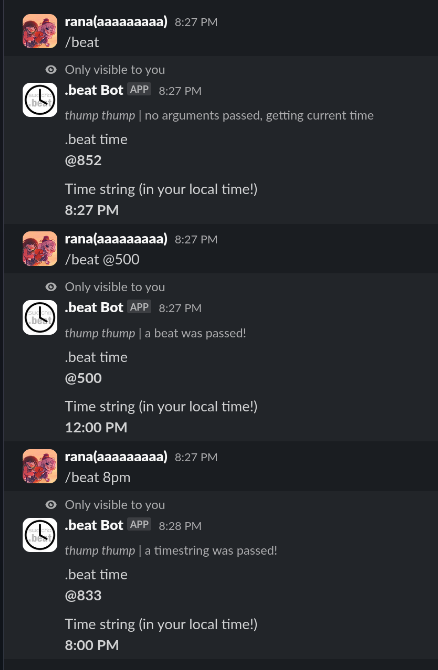 rana(aaaaaaaaa) 8:27 PM
/beat
Only visible to you
.beat Bot APP 8:27 PM
thump thump | no arguments passed, getting current time
.beat time
@852
Time string (in your local time!)
8:27 PM
rana(aaaaaaaaa) 8:27 PM
/beat @500
Only visible to you
.beat Bot APP 8:27 PM
thump thump | a beat was passed!
.beat time
@500
Time string (in your local time!)
12:00 PM
rana(aaaaaaaaa) 8:27 PM
/beat 8pm
Only visible to you
.beat Bot APP 8:28 PM
thump thump | a timestring was passed!
.beat time
@833
Time string (in your local time!)
8:00 PM